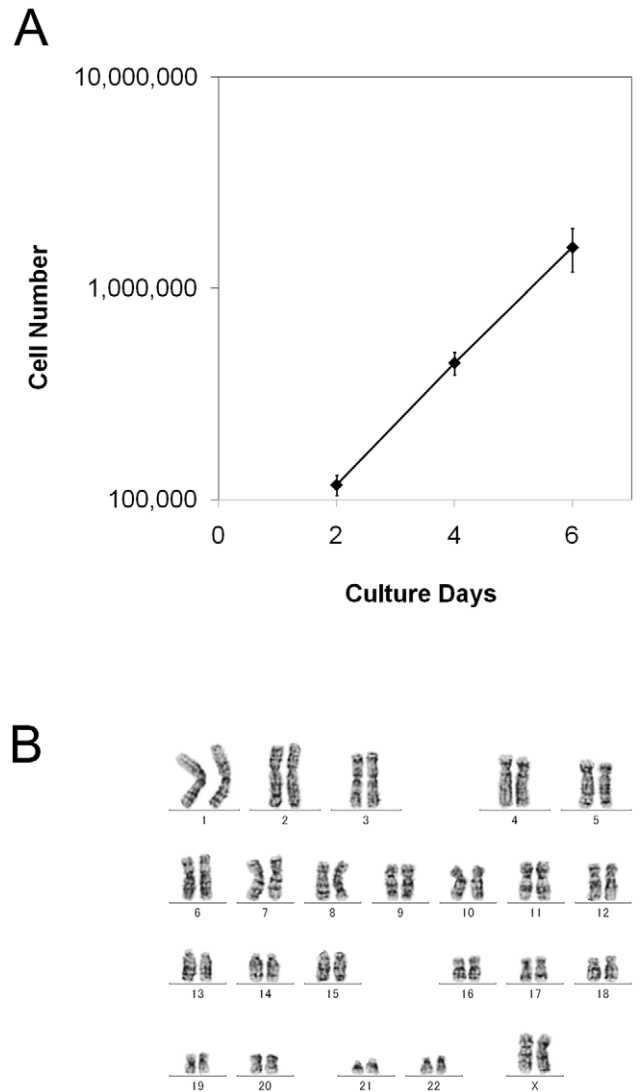 A
10,000,000
1,000,000
100,000
Cell Number
0 2 4 6
Culture Days
B
1 2 3 4 5
6 7 8 9 10 11 12
13 14 15 16 17 18
19 20 21 22 X